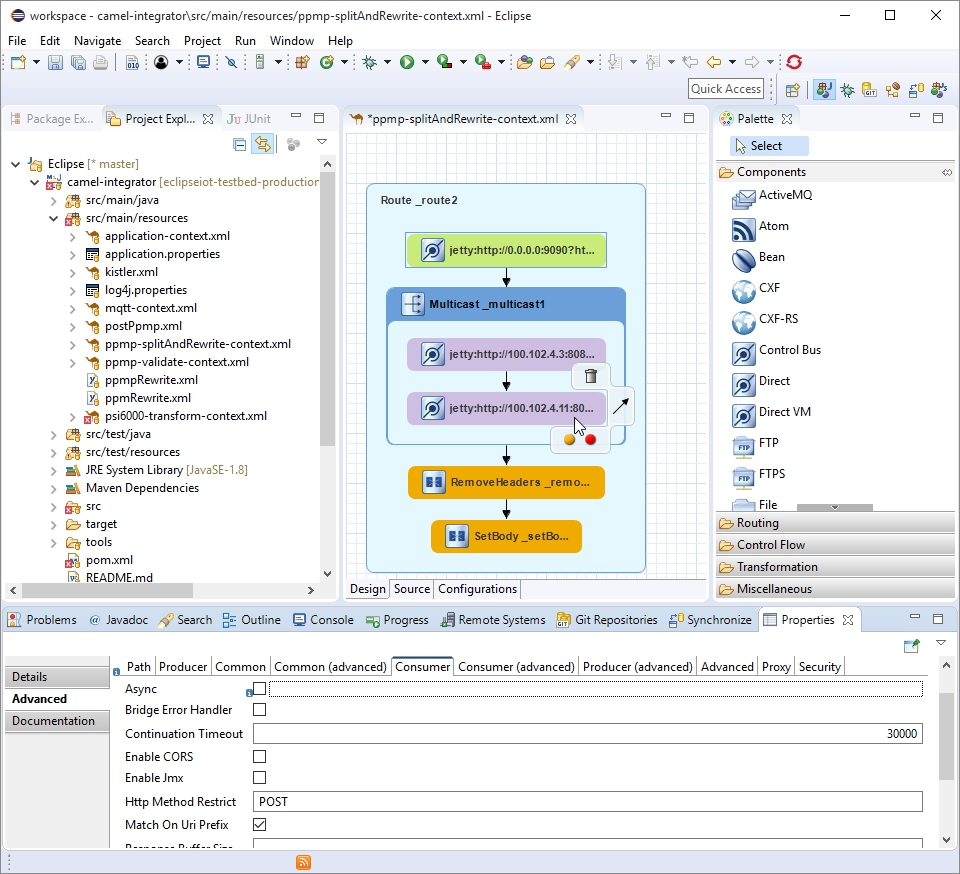 workspace - camel-integrator\src/main/resources/ppmp-splitAndRewrite-context.xml - Eclipse
File Edit Navigate Search Project Run Window Help
Quick Access
Package Ex... Project Expl... JUnit
Eclipse [* master]
camel-integrator [eclipseiot-testbed-production
src/main/java
src/main/resources
application-context.xml
application.properties
kistler.xml
log4j.properties
mqtt-context.xml
postPpmp.xml
ppmp-splitAndRewrite-context.xml
ppmp-validate-context.xml
ppmpRewrite.xml
ppmRewrite.xml
psi6000-transform-context.xml
src/test/java
src/test/resources
JRE System Library [JavaSE-1.8]
Maven Dependencies
src
target
tools
pom.xml
README.md
*ppmp-splitAndRewrite-context.xml
Route _route2
jetty:http://0.0.0.0:9090?ht...
Multicast _multicast1
jetty:http://100.102.4.3:808...
jetty:http://100.102.4.11:80...
RemoveHeaders _remo...
SetBody _setBo...
Design Source Configurations
Palette
Select
Components
ActiveMQ
Atom
Bean
CXF
CXF-RS
Control Bus
Direct
Direct VM
FTP
FTPS
File
Routing
Control Flow
Transformation
Miscellaneous
Problems @ Javadoc Search Outline Console Progress Remote Systems Git Repositories Synchronize Properties
Details
Advanced
Documentation
Path Producer Common Common (advanced) Consumer Consumer (advanced) Producer (advanced) Advanced Proxy Security
Async
Bridge Error Handler
Continuation Timeout 30000
Enable CORS
Enable Jmx
Http Method Restrict POST
Match On Uri Prefix
Response Buffer Size